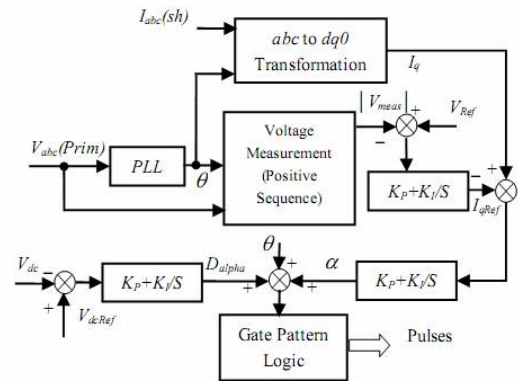 I_abc(sh)
abc to dq0
Transformation
I_q
|V_meas|
+
V_Ref
V_abc(Prim)
PLL
θ
Voltage
Measurement
(Positive
Sequence)
−
K_P+K_I/S
− +
I_qRef
V_dc
−
+
V_dcRef
K_P+K_I/S
D_alpha
+
θ
+
+
α
K_P+K_I/S
Gate Pattern
Logic
Pulses